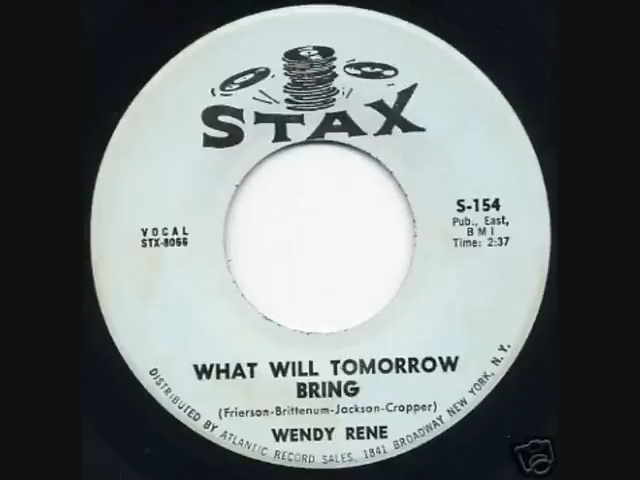 STAX
S-154
Pub., East,
BMI
Time: 2:37
VOCAL
STX-8066
WHAT WILL TOMORROW
BRING
(Frierson-Brittenum-Jackson-Cropper)
WENDY RENE
DISTRIBUTED BY ATLANTIC RECORD SALES, 1841 BROADWAY NEW YORK, N. Y.